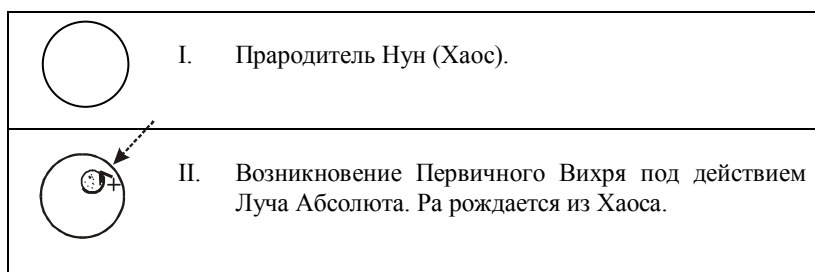 I. Прародитель Нун (Хаос).
II. Возникновение Первичного Вихря под действием
Луча Абсолюта. Ра рождается из Хаоса.